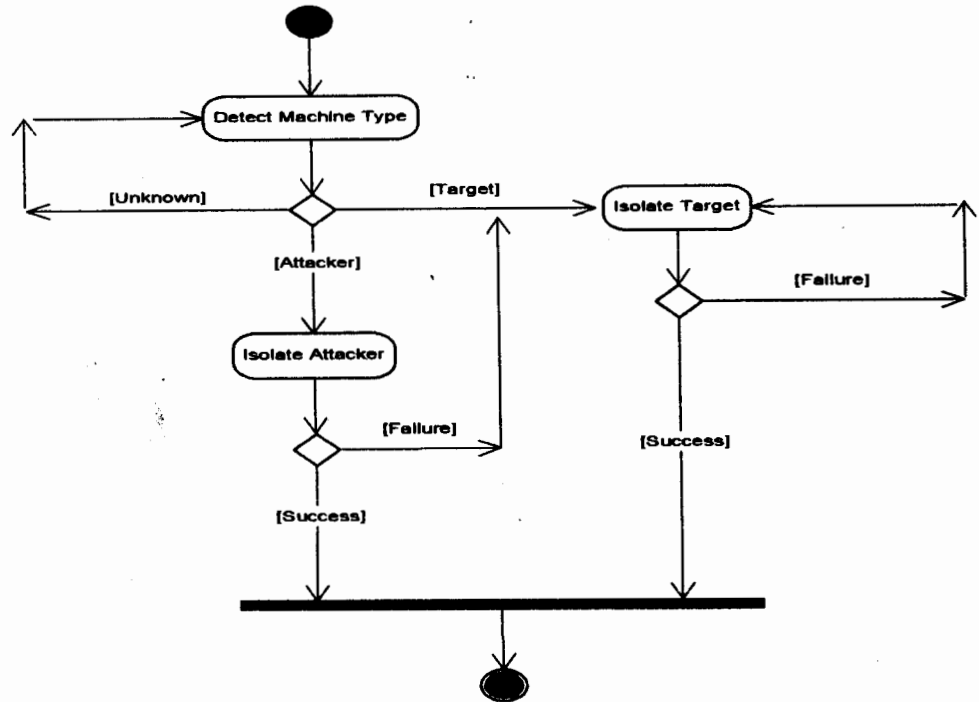 Detect Machine Type
[Unknown]
[Target]
Isolate Target
[Attacker]
[Failure]
Isolate Attacker
[Failure]
[Success]
[Success]